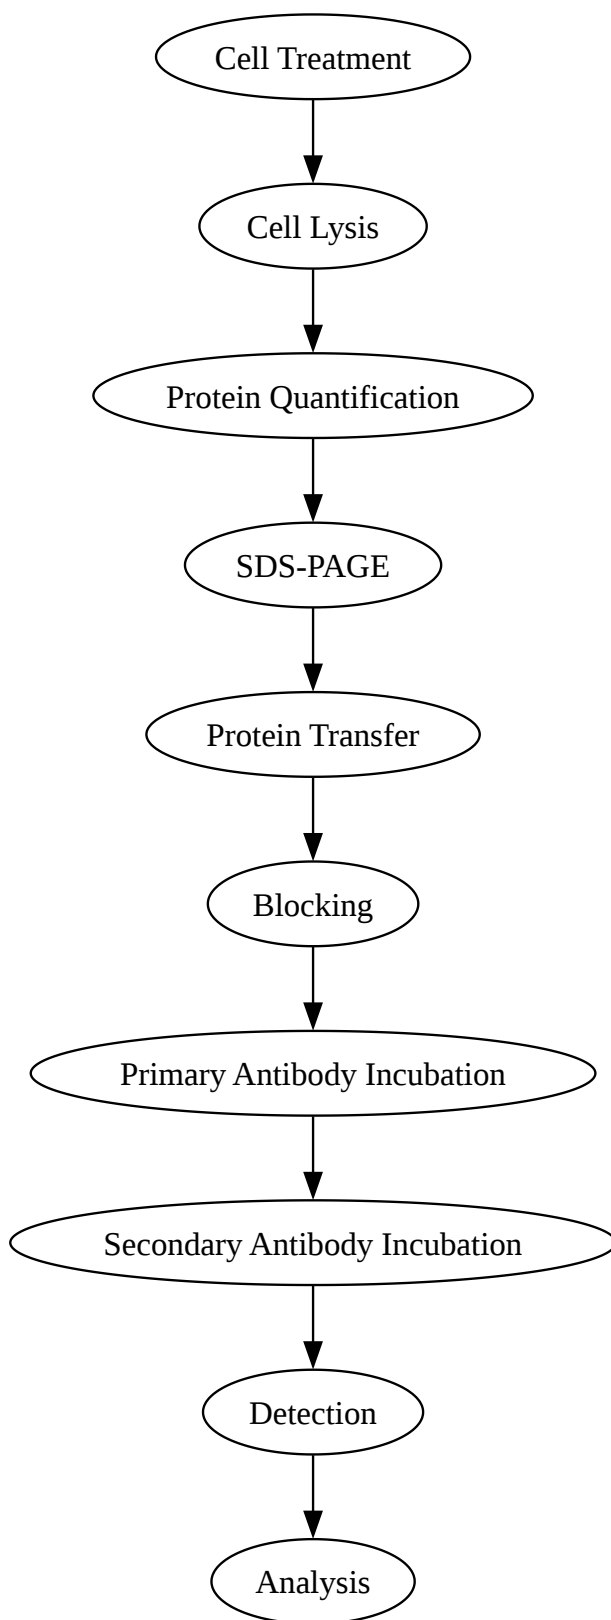 Cell Treatment
Cell Lysis
Protein Quantification
SDS-PAGE
Protein Transfer
Blocking
Primary Antibody Incubation
Secondary Antibody Incubation
Detection
Analysis